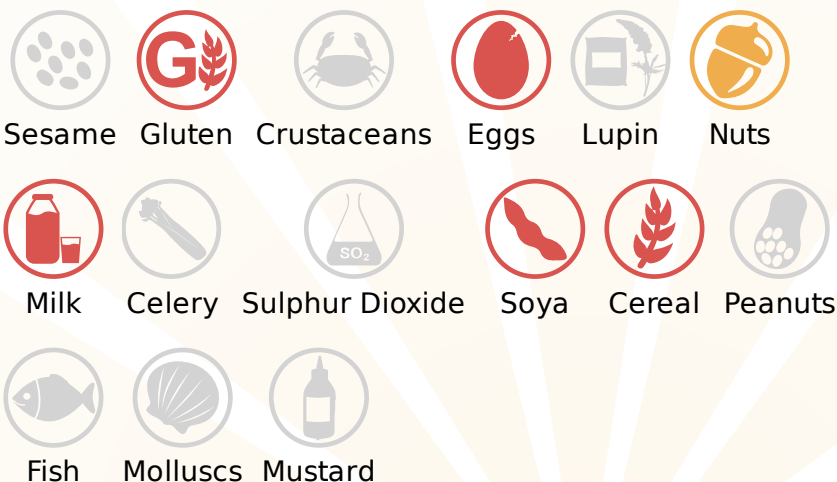 G
Sesame Gluten Crustaceans Eggs Lupin Nuts
SO₂
Milk Celery Sulphur Dioxide Soya Cereal Peanuts
Fish Molluscs Mustard